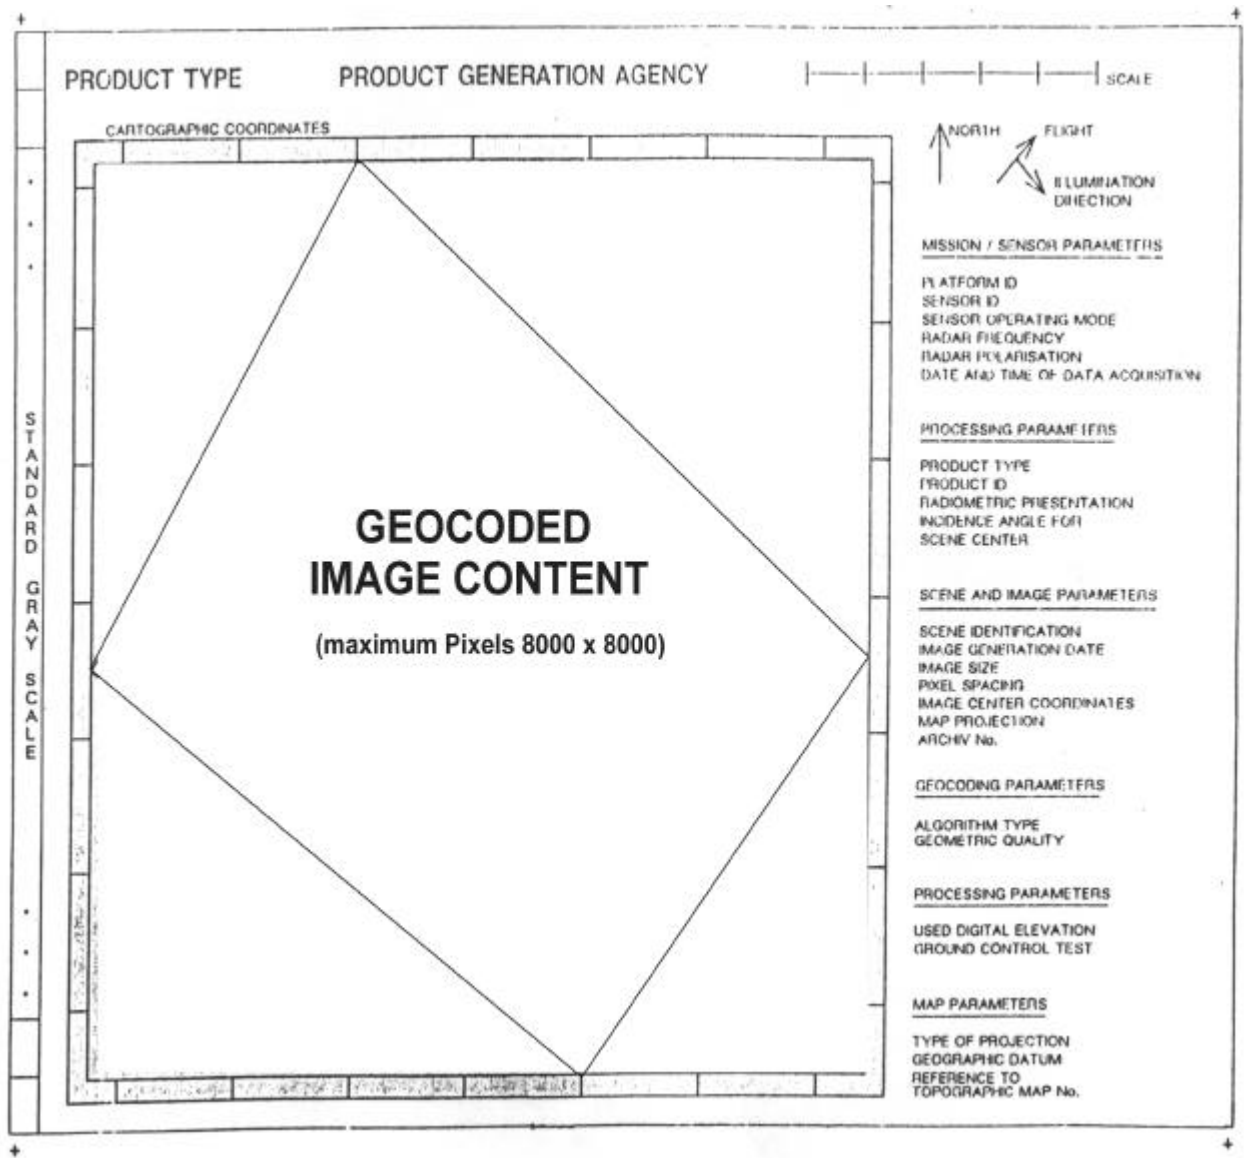 PRODUCT TYPE
PRODUCT GENERATION AGENCY
SCALE
CARTOGRAPHIC COORDINATES
NORTH
FLIGHT
ILLUMINATION
DIRECTION
MISSION / SENSOR PARAMETERS
PLATFORM ID
SENSOR ID
SENSOR OPERATING MODE
RADAR FREQUENCY
RADAR POLARISATION
DATE AND TIME OF DATA ACQUISITION
PROCESSING PARAMETERS
PRODUCT TYPE
PRODUCT ID
RADIOMETRIC PRESENTATION
INCIDENCE ANGLE FOR
SCENE CENTER
SCENE AND IMAGE PARAMETERS
SCENE IDENTIFICATION
IMAGE GENERATION DATE
IMAGE SIZE
PIXEL SPACING
IMAGE CENTER COORDINATES
MAP PROJECTION
ARCHIV No.
GEOCODING PARAMETERS
ALGORITHM TYPE
GEOMETRIC QUALITY
PROCESSING PARAMETERS
USED DIGITAL ELEVATION
GROUND CONTROL TEST
MAP PARAMETERS
TYPE OF PROJECTION
GEOGRAPHIC DATUM
REFERENCE TO
TOPOGRAPHIC MAP No.
STANDARD GRAY SCALE
GEOCODED
IMAGE CONTENT
(maximum Pixels 8000 x 8000)